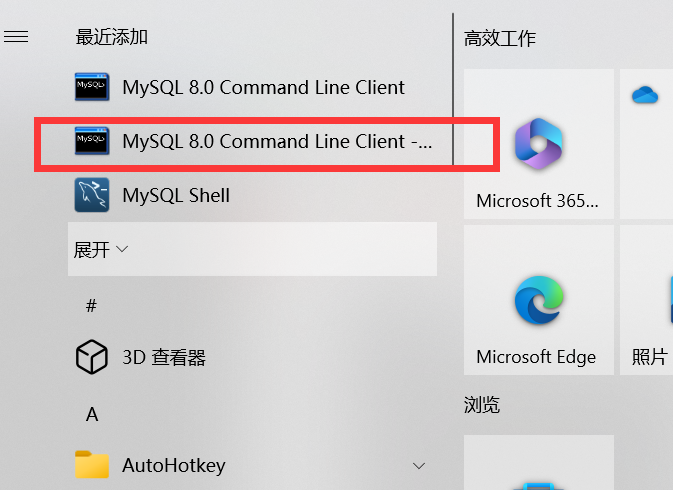 最近添加
MySQL 8.0 Command Line Client
MySQL 8.0 Command Line Client -...
MySQL Shell
展开
#
3D 查看器
A
AutoHotkey
高效工作
Microsoft 365...
Microsoft Edge
照片
浏览